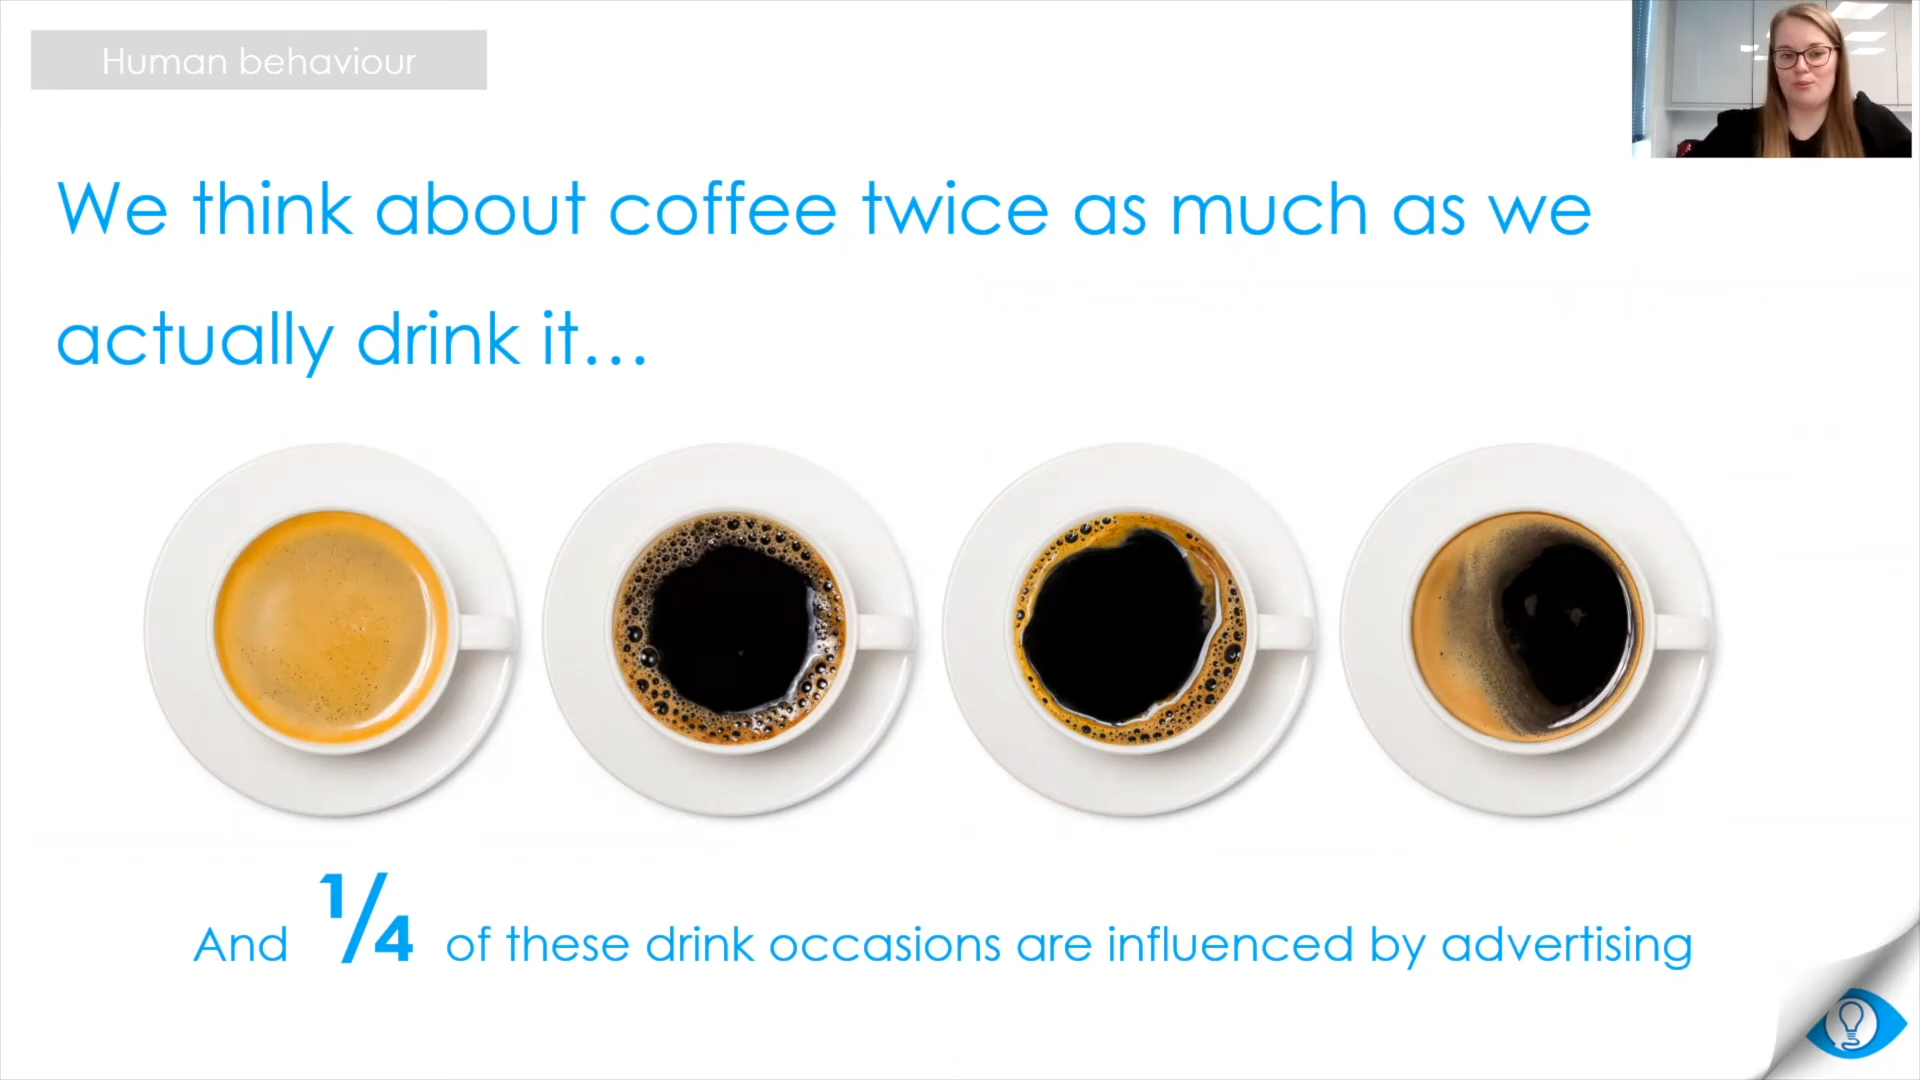 Human behaviour
We think about coffee twice as much as we
actually drink it…
And ¼ of these drink occasions are influenced by advertising